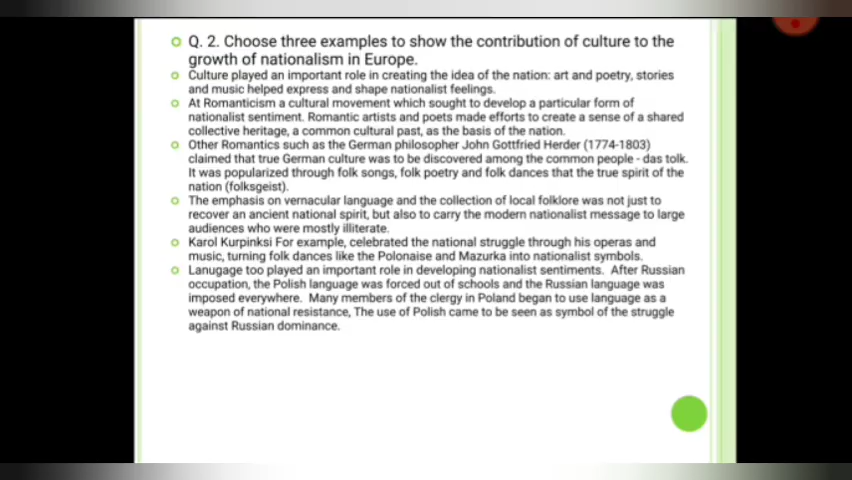 Q. 2. Choose three examples to show the contribution of culture to the
growth of nationalism in Europe.
Culture played an important role in creating the idea of the nation: art and poetry, stories
and music helped express and shape nationalist feelings.
At Romanticism a cultural movement which sought to develop a particular form of
nationalist sentiment. Romantic artists and poets made efforts to create a sense of a shared
collective heritage, a common cultural past, as the basis of the nation.
Other Romantics such as the German philosopher John Gottfried Herder (1774-1803)
claimed that true German culture was to be discovered among the common people - das tolk.
It was popularized through folk songs, folk poetry and folk dances that the true spirit of the
nation (folksgeist).
The emphasis on vernacular language and the collection of local folklore was not just to
recover an ancient national spirit, but also to carry the modern nationalist message to large
audiences who were mostly illiterate.
Karol Kurpinksi For example, celebrated the national struggle through his operas and
music, turning folk dances like the Polonaise and Mazurka into nationalist symbols.
Lanugage too played an important role in developing nationalist sentiments. After Russian
occupation, the Polish language was forced out of schools and the Russian language was
imposed everywhere. Many members of the clergy in Poland began to use language as a
weapon of national resistance, The use of Polish came to be seen as symbol of the struggle
against Russian dominance.